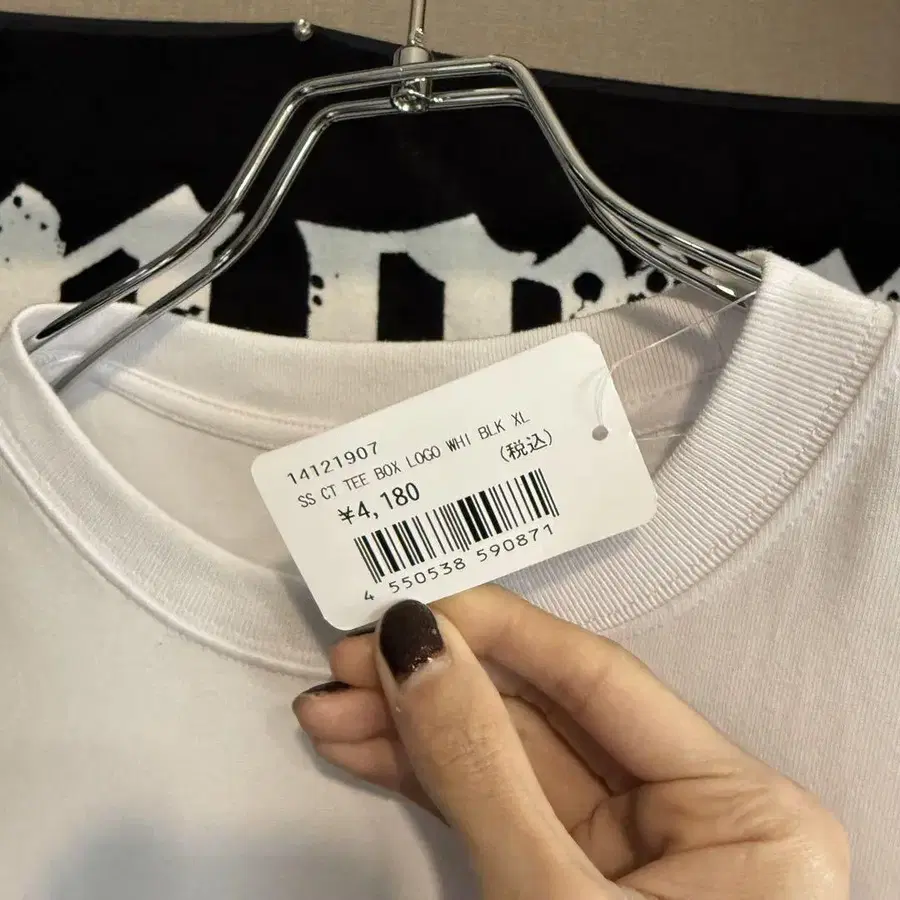 14121907
SS CT TEE BOX LOGO WHI BLK XL
¥4,180 (税込)
4 550538 590871